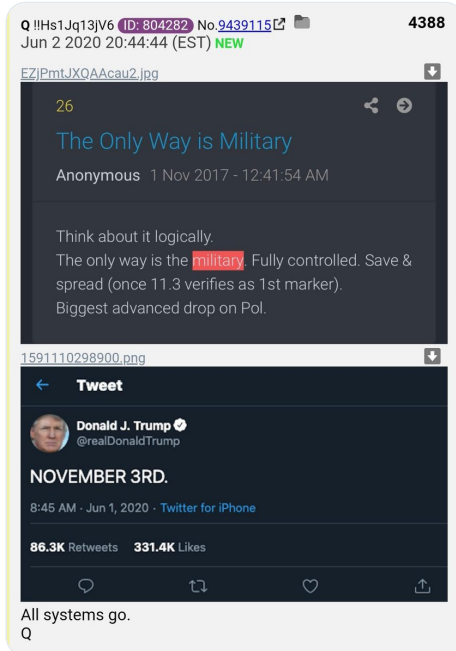 Q !!Hs1Jq13jV6 ID: 804282 No.9439115 4388
Jun 2 2020 20:44:44 (EST) NEW
EZjPmtJXQAAcau2.jpg
26
The Only Way is Military
Anonymous 1 Nov 2017 - 12:41:54 AM
Think about it logically.
The only way is the military. Fully controlled. Save &
spread (once 11.3 verifies as 1st marker).
Biggest advanced drop on Pol.
1591110298900.png
Tweet
Donald J. Trump
@realDonaldTrump
NOVEMBER 3RD.
8:45 AM · Jun 1, 2020 · Twitter for iPhone
86.3K Retweets 331.4K Likes
All systems go.
Q